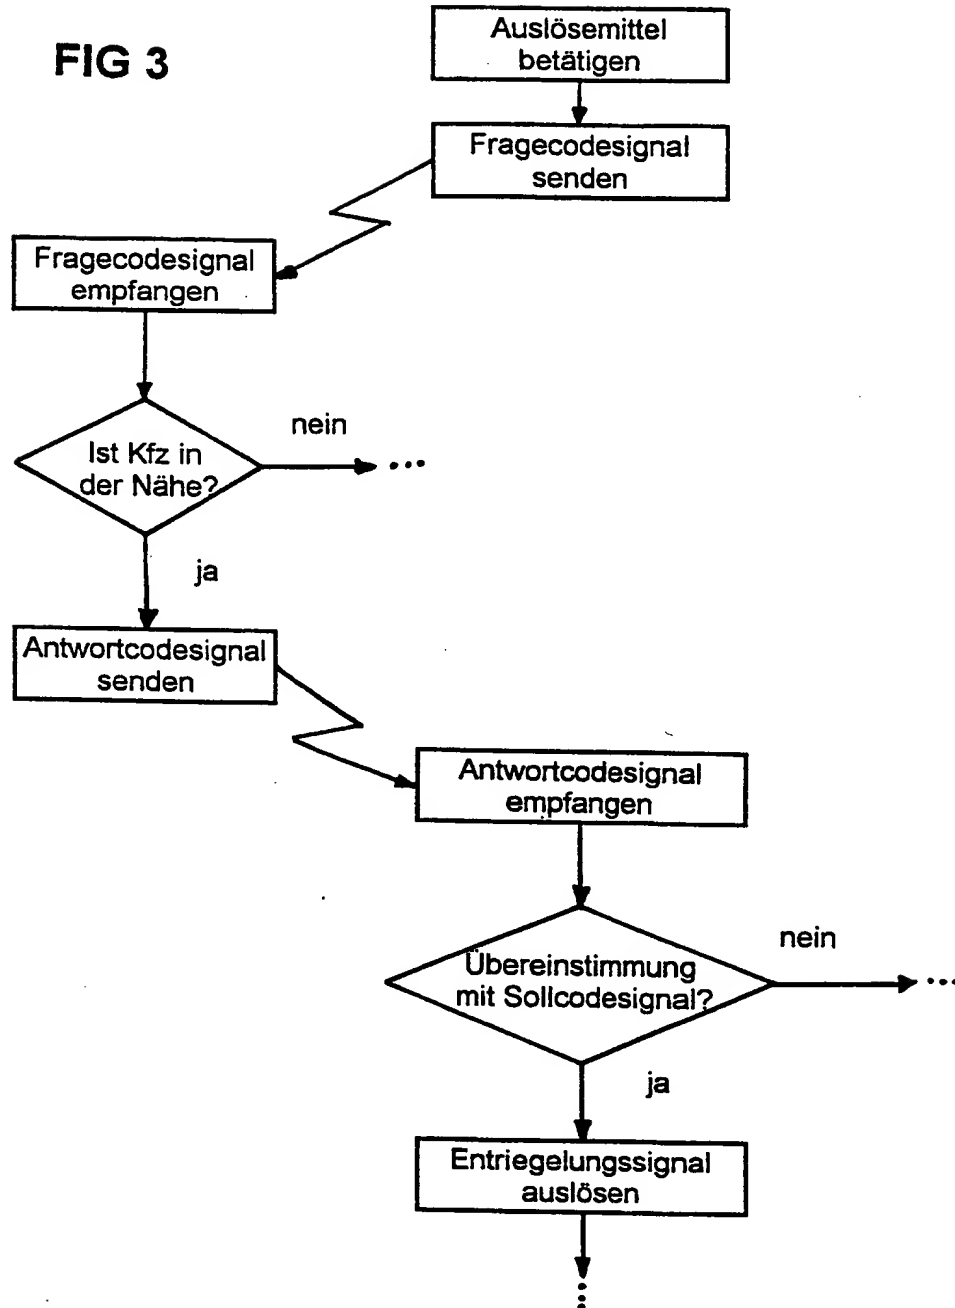 FIG 3
Auslösemittel
betätigen
Fragecodesignal
senden
Fragecodesignal
empfangen
Ist Kfz in
der Nähe?
nein
ja
Antwortcodesignal
senden
Antwortcodesignal
empfangen
Übereinstimmung
mit Sollcodesignal?
nein
ja
Entriegelungssignal
auslösen